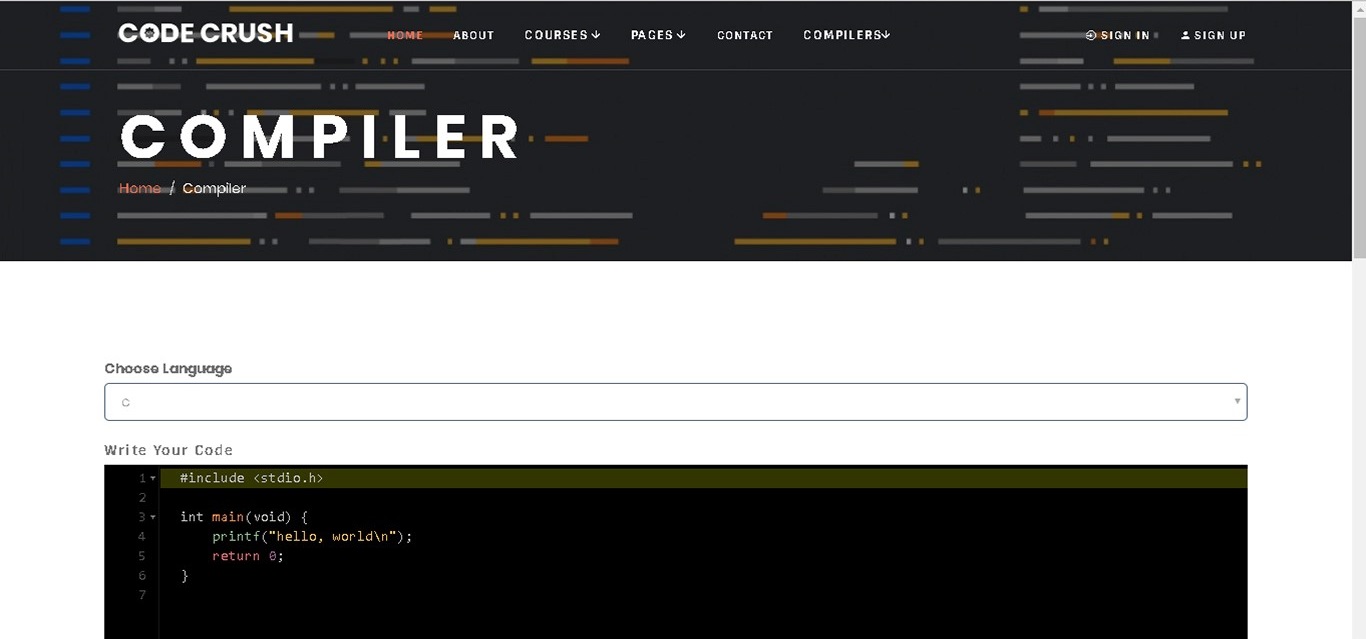 CODE CRUSH HOME ABOUT COURSES PAGES CONTACT COMPILERS SIGN IN SIGN UP
COMPILER
Home / Compiler
Choose Language
C
Write Your Code
1 #include <stdio.h>
2
3 int main(void) {
4 printf("hello, world\n");
5 return 0;
6 }
7